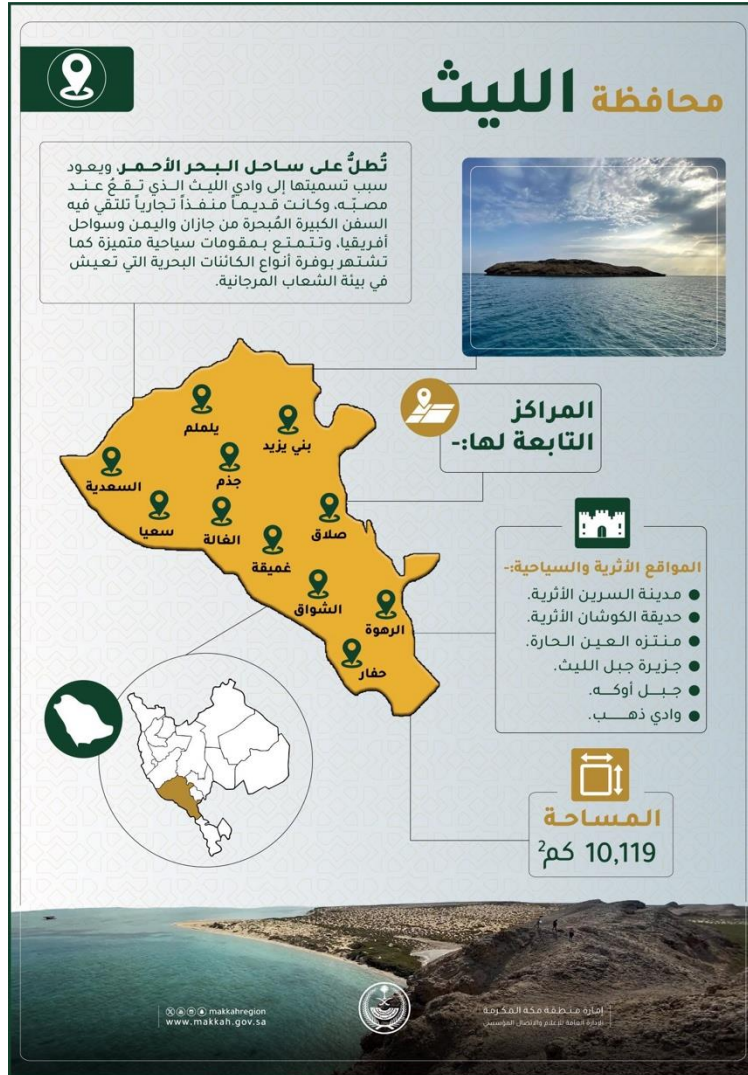 محافظة الليث
تُطلُّ على ساحل البحر الأحمر، ويعود
سبب تسميتها إلى وادي الليث الذي تقعُ عند
مصبّه، وكانت قديماً منفذاً تجارياً تلتقي فيه
السفن الكبيرة المُبحرة من جازان واليمن وسواحل
أفريقيا، وتتمتع بمقومات سياحية متميزة كما
تشتهر بوفرة أنواع الكائنات البحرية التي تعيش
في بيئة الشعاب المرجانية.
المراكز
التابعة لها:-
يلملم
بني يزيد
جذم
السعدية
صلاق
الغالة
سعيا
غميقة
الشواق
الرهوة
حفار
المواقع الأثرية والسياحية:-
● مدينة السرين الأثرية.
● حديقة الكوشان الأثرية.
● منتزه العين الحارة.
● جزيرة جبل الليث.
● جبل أوكه.
● وادي ذهب.
المساحة
10,119 كم²
إمارة منطقة مكة المكرمة
الإدارة العامة للإعلام والاتصال المؤسسي
makkahregion
www.makkah.gov.sa